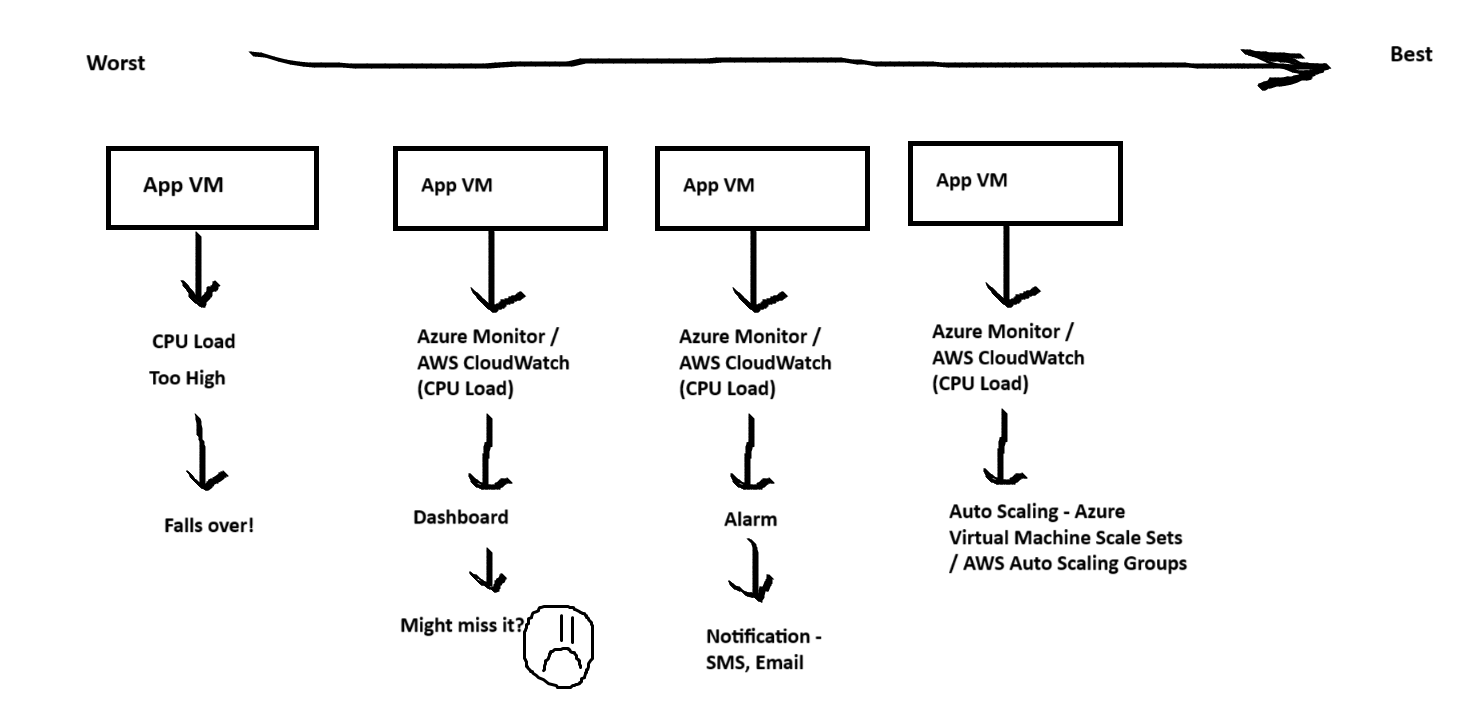 Worst
Best
App VM
CPU Load
Too High
Falls over!
App VM
Azure Monitor /
AWS CloudWatch
(CPU Load)
Dashboard
Might miss it?
App VM
Azure Monitor /
AWS CloudWatch
(CPU Load)
Alarm
Notification -
SMS, Email
App VM
Azure Monitor /
AWS CloudWatch
(CPU Load)
Auto Scaling - Azure
Virtual Machine Scale Sets
/ AWS Auto Scaling Groups